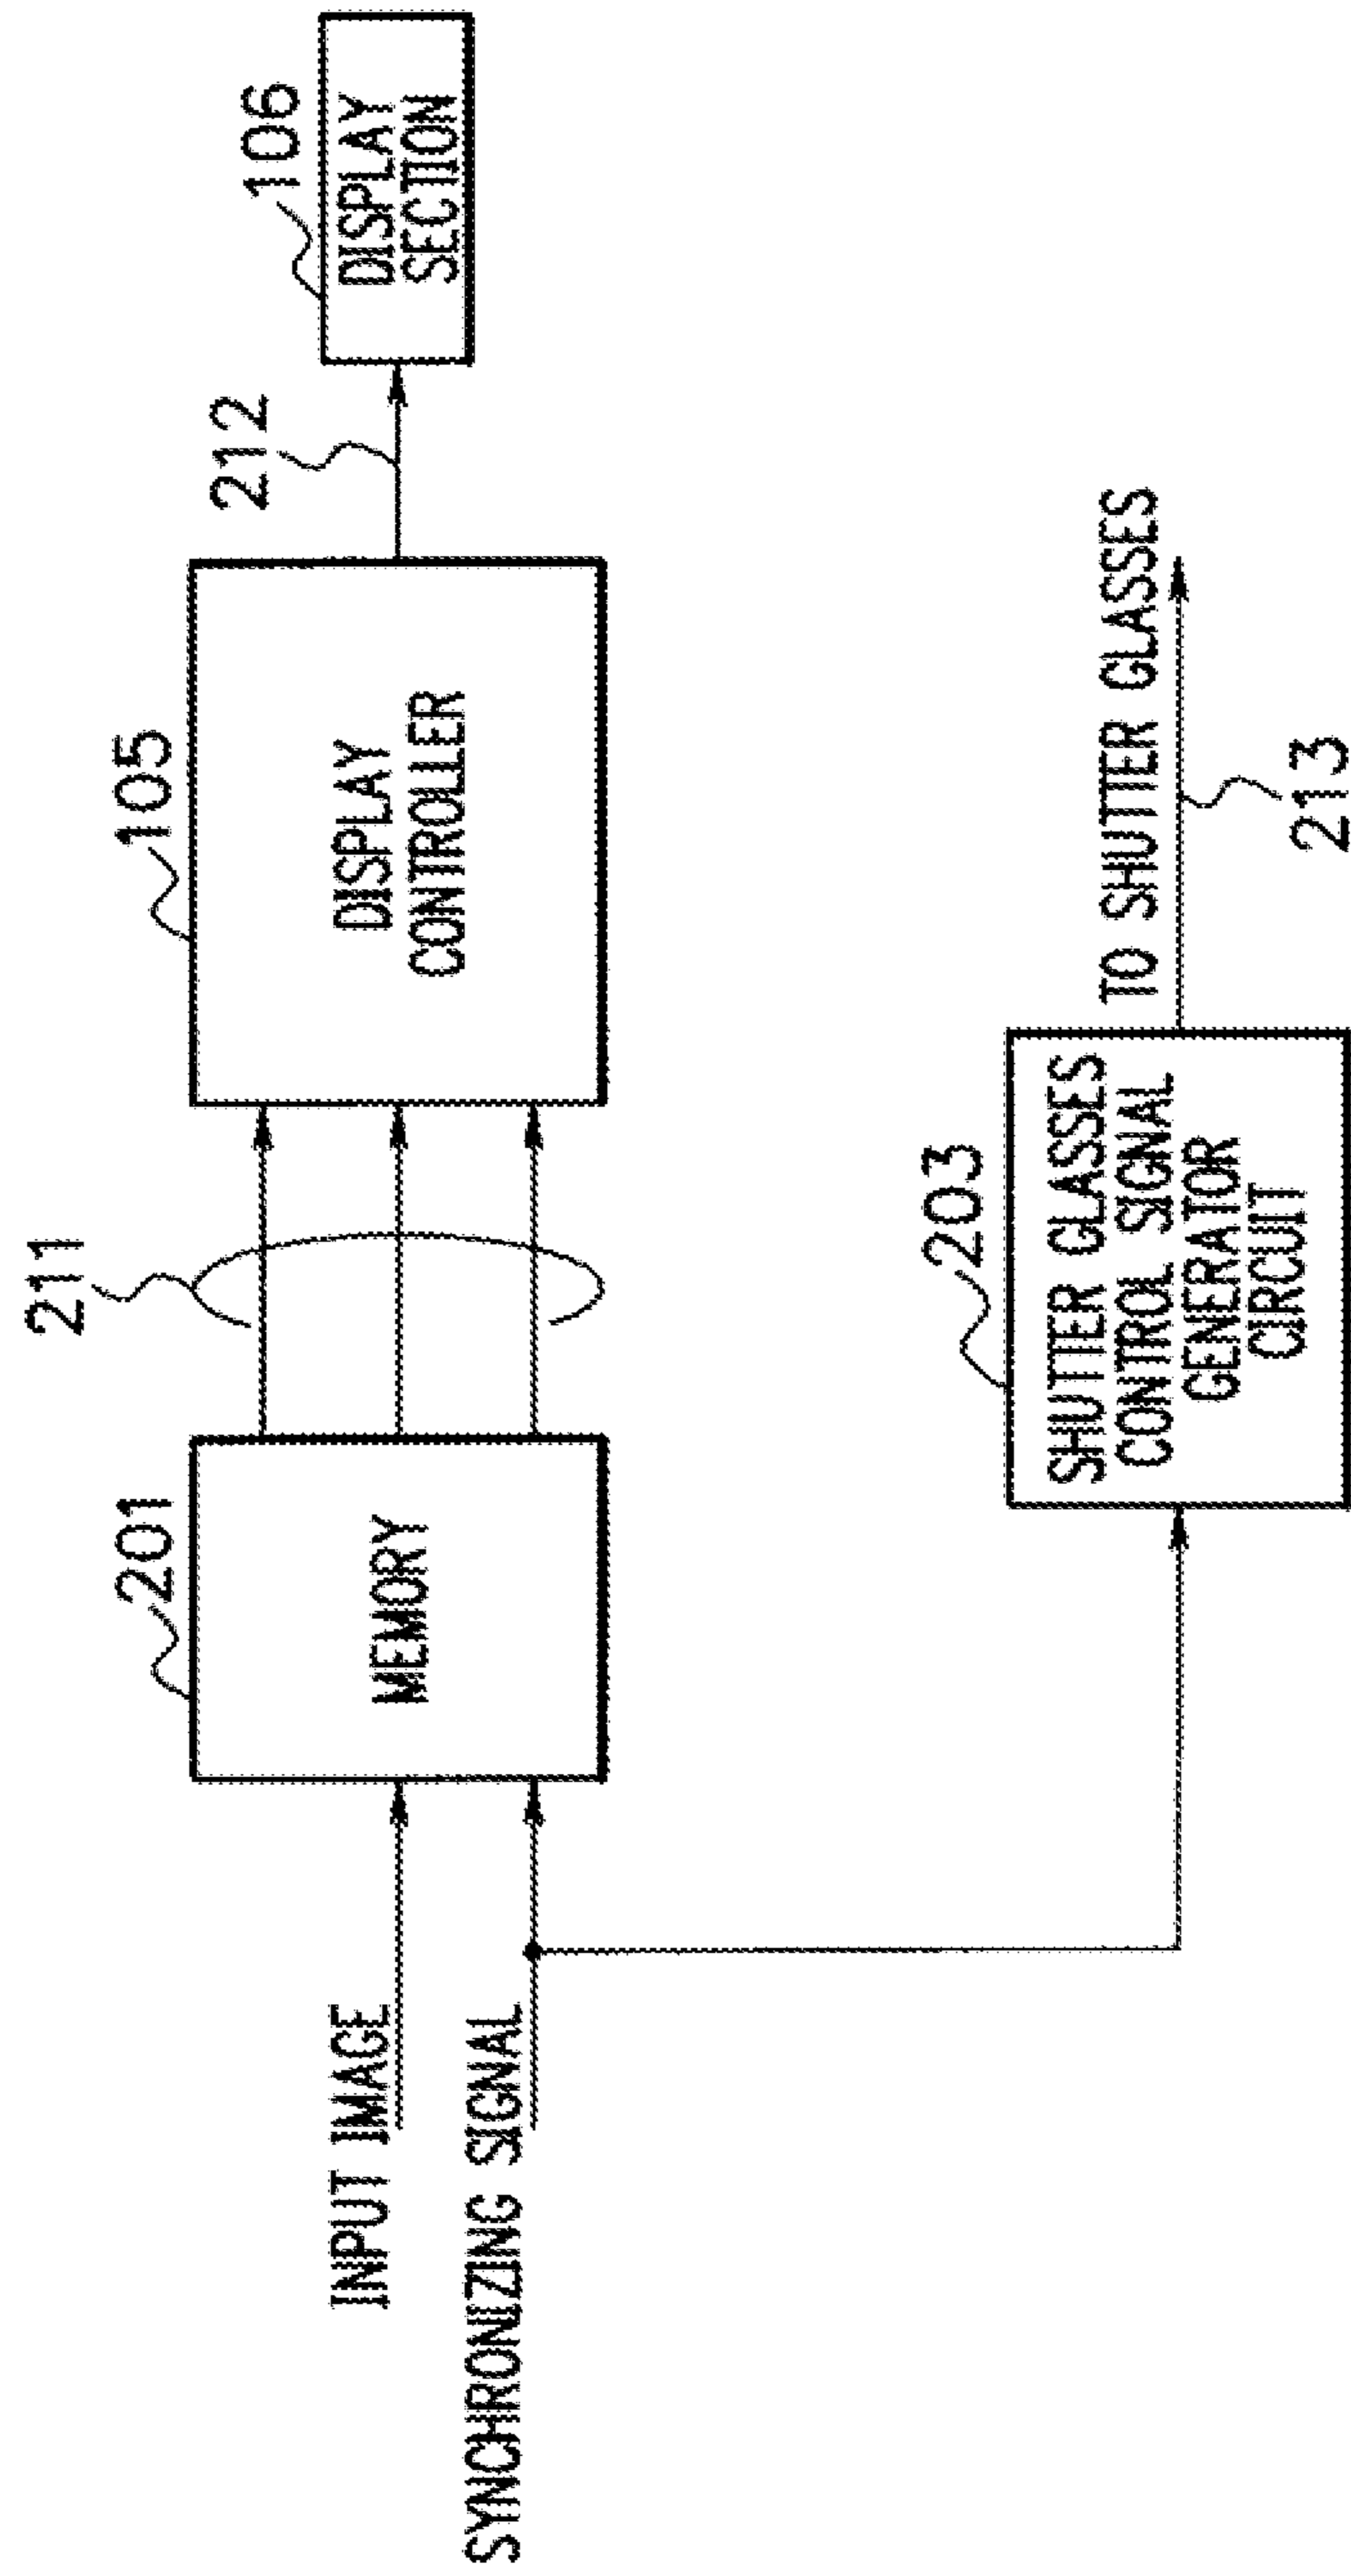 INPUT IMAGE
SYNCHRONIZING SIGNAL
201
MEMORY
211
105
DISPLAY
CONTROLLER
212
106
DISPLAY
SECTION
203
SHUTTER GLASSES
CONTROL SIGNAL
GENERATOR
CIRCUIT
TO SHUTTER GLASSES
213